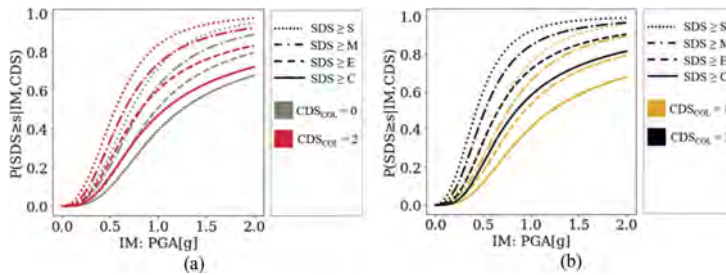 P(SDS≥s|IM,CDS)
1.0
0.8
0.6
0.4
0.2
0.0
0.0 0.5 1.0 1.5 2.0
IM: PGA[g]
(a)
SDS ≥ S
SDS ≥ M
SDS ≥ E
SDS ≥ C
CDS_COL = 0
CDS_COL = 2
P(SDS≥s|IM,CDS)
1.0
0.8
0.6
0.4
0.2
0.0
0.0 0.5 1.0 1.5 2.0
IM: PGA[g]
(b)
SDS ≥ S
SDS ≥ M
SDS ≥ E
SDS ≥ C
CDS_COL =
CDS_COL =